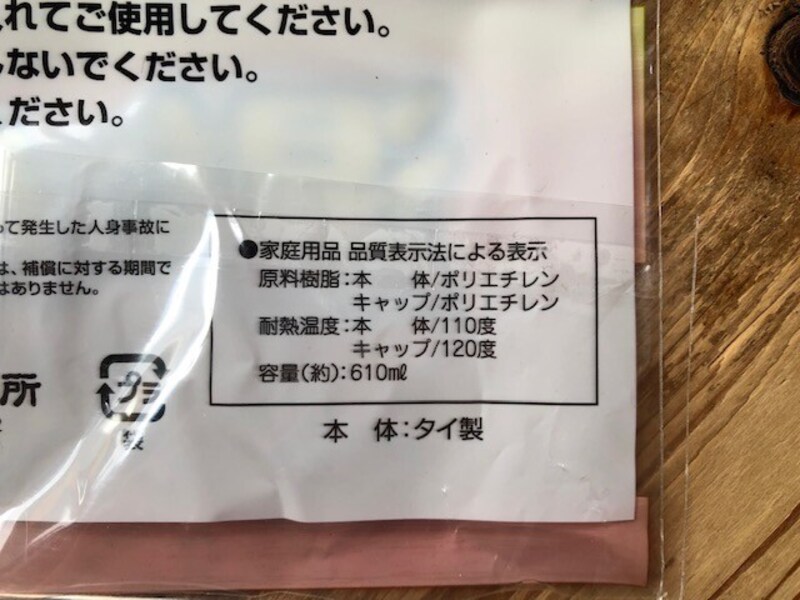 れてご使用してください。
しないでください。
ください。
って発生した人身事故に
は、補償に対する期間で
はありません。
●家庭用品 品質表示法による表示
原料樹脂:本　体/ポリエチレン
キャップ/ポリエチレン
耐熱温度:本　体/110度
キャップ/120度
容量(約):610㎖
所
プラ
袋
本　体:タイ製